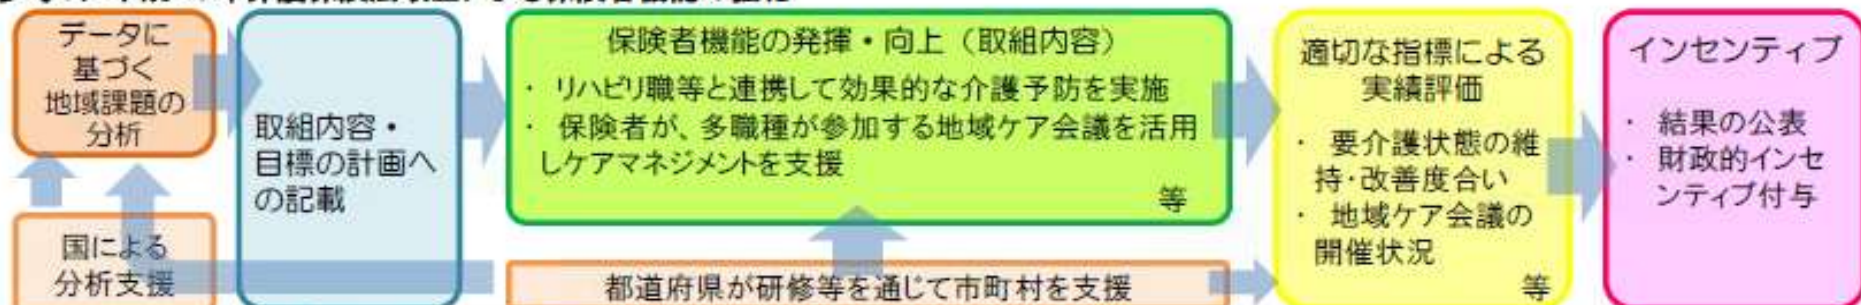 データに
基づく
地域課題の
分析
国による
分析支援
取組内容・
目標の計画へ
の記載
保険者機能の発揮・向上（取組内容）
・ リハビリ職等と連携して効果的な介護予防を実施
・ 保険者が、多職種が参加する地域ケア会議を活用
しケアマネジメントを支援
等
都道府県が研修等を通じて市町村を支援
適切な指標による
実績評価
・ 要介護状態の維
持・改善度合い
・ 地域ケア会議の
開催状況
等
インセンティブ
・ 結果の公表
・ 財政的インセ
ンティブ付与